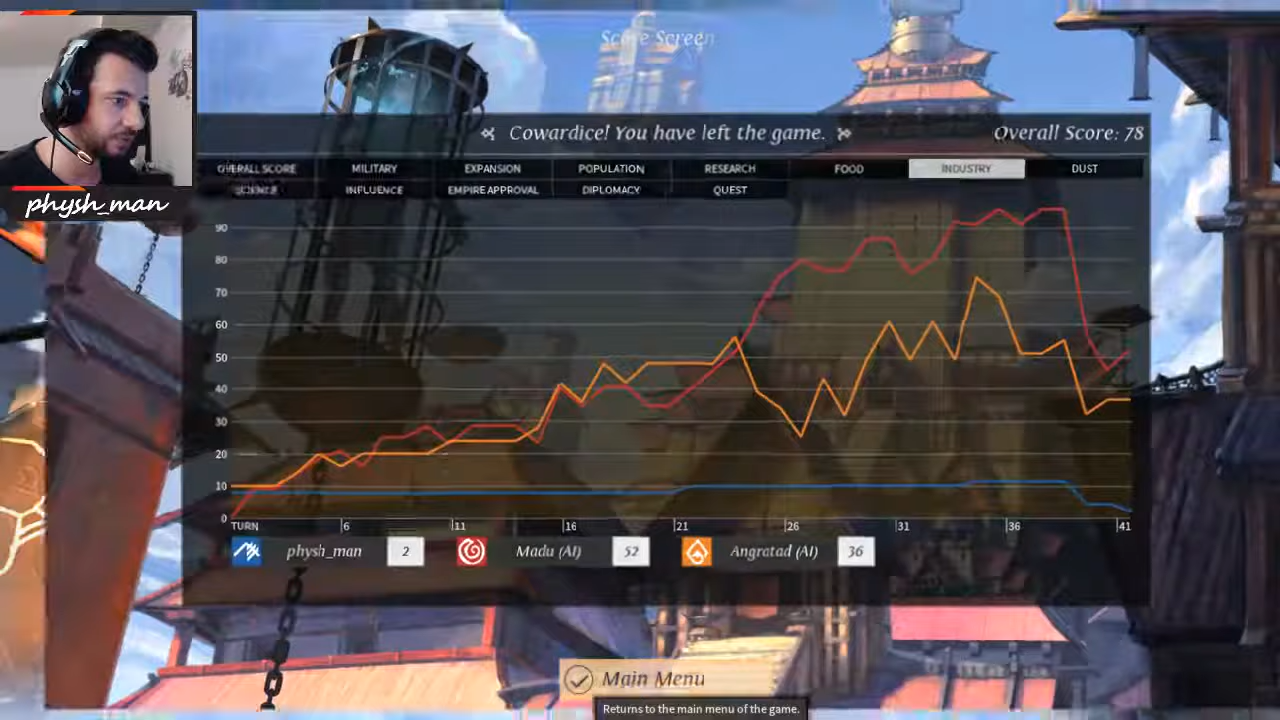 Score Screen
Cowardice! You have left the game. Overall Score: 78
OVERALL SCORE MILITARY EXPANSION POPULATION RESEARCH FOOD INDUSTRY DUST
SCIENCE INFLUENCE EMPIRE APPROVAL DIPLOMACY QUEST
physh_man
90
80
70
60
50
40
30
20
10
0
TURN 6 11 16 21 26 31 36 41
physh_man 2 Madu (AI) 52 Angratad (AI) 36
Main Menu
Returns to the main menu of the game.